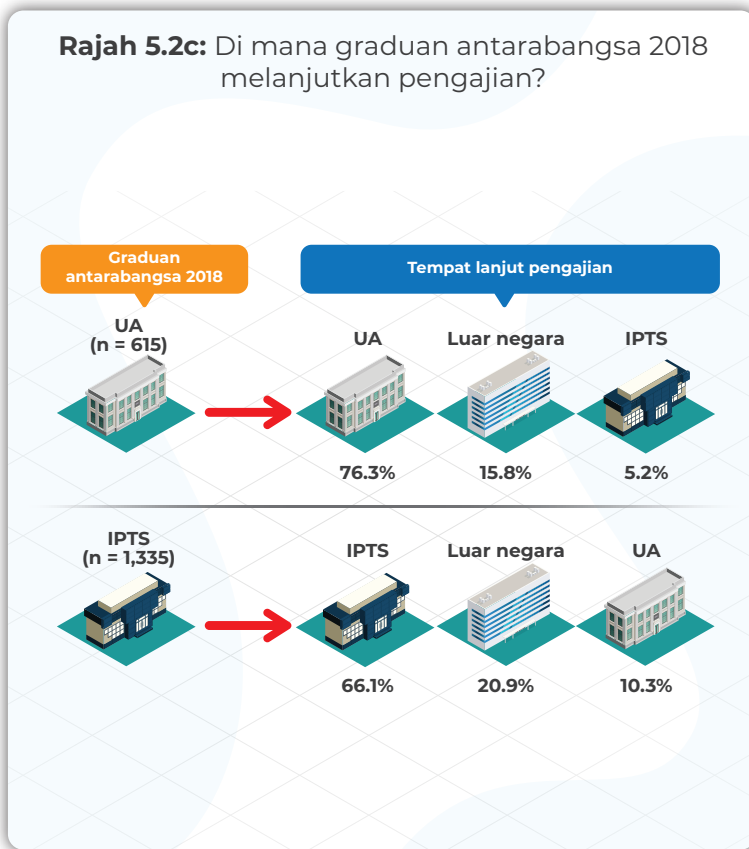 Rajah 5.2c: Di mana graduan antarabangsa 2018
melanjutkan pengajian?
Graduan
antarabangsa 2018
Tempat lanjut pengajian
UA
(n = 615)
UA
Luar negara
IPTS
76.3%
15.8%
5.2%
IPTS
(n = 1,335)
IPTS
Luar negara
UA
66.1%
20.9%
10.3%